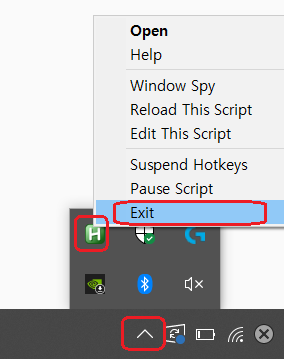 Open
Help
Window Spy
Reload This Script
Edit This Script
Suspend Hotkeys
Pause Script
Exit
H